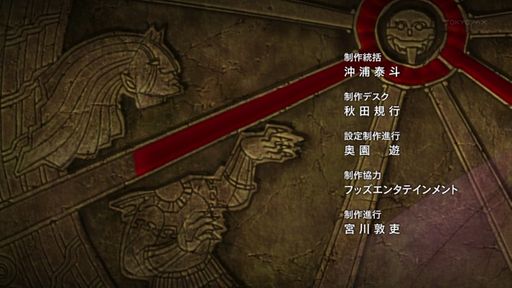 TOKYO MX
制作統括
沖浦泰斗
制作デスク
秋田規行
設定制作進行
奥園　遊
制作協力
フッズエンタテインメント
制作進行
宮川敦吏